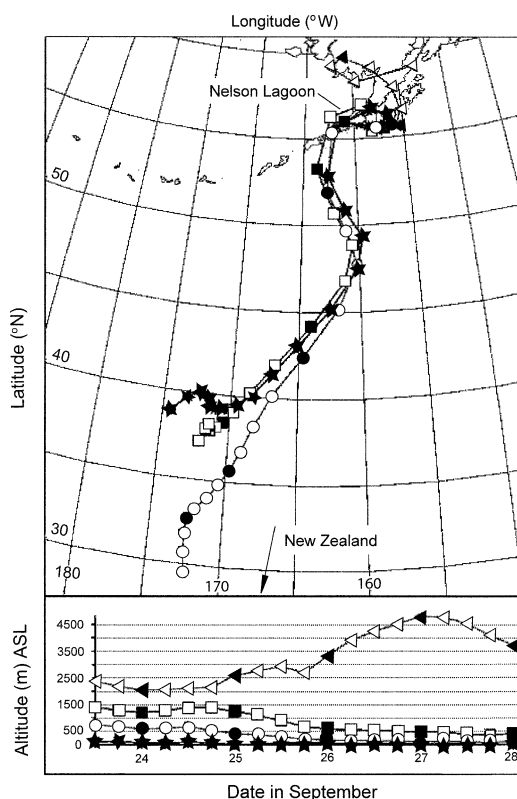 Longitude (°W)
Nelson Lagoon
50
Latitude (°N)
40
30
New Zealand
180
170
160
Altitude (m) ASL
4500
3500
2500
1500
500
0
24
25
26
27
28
Date in September